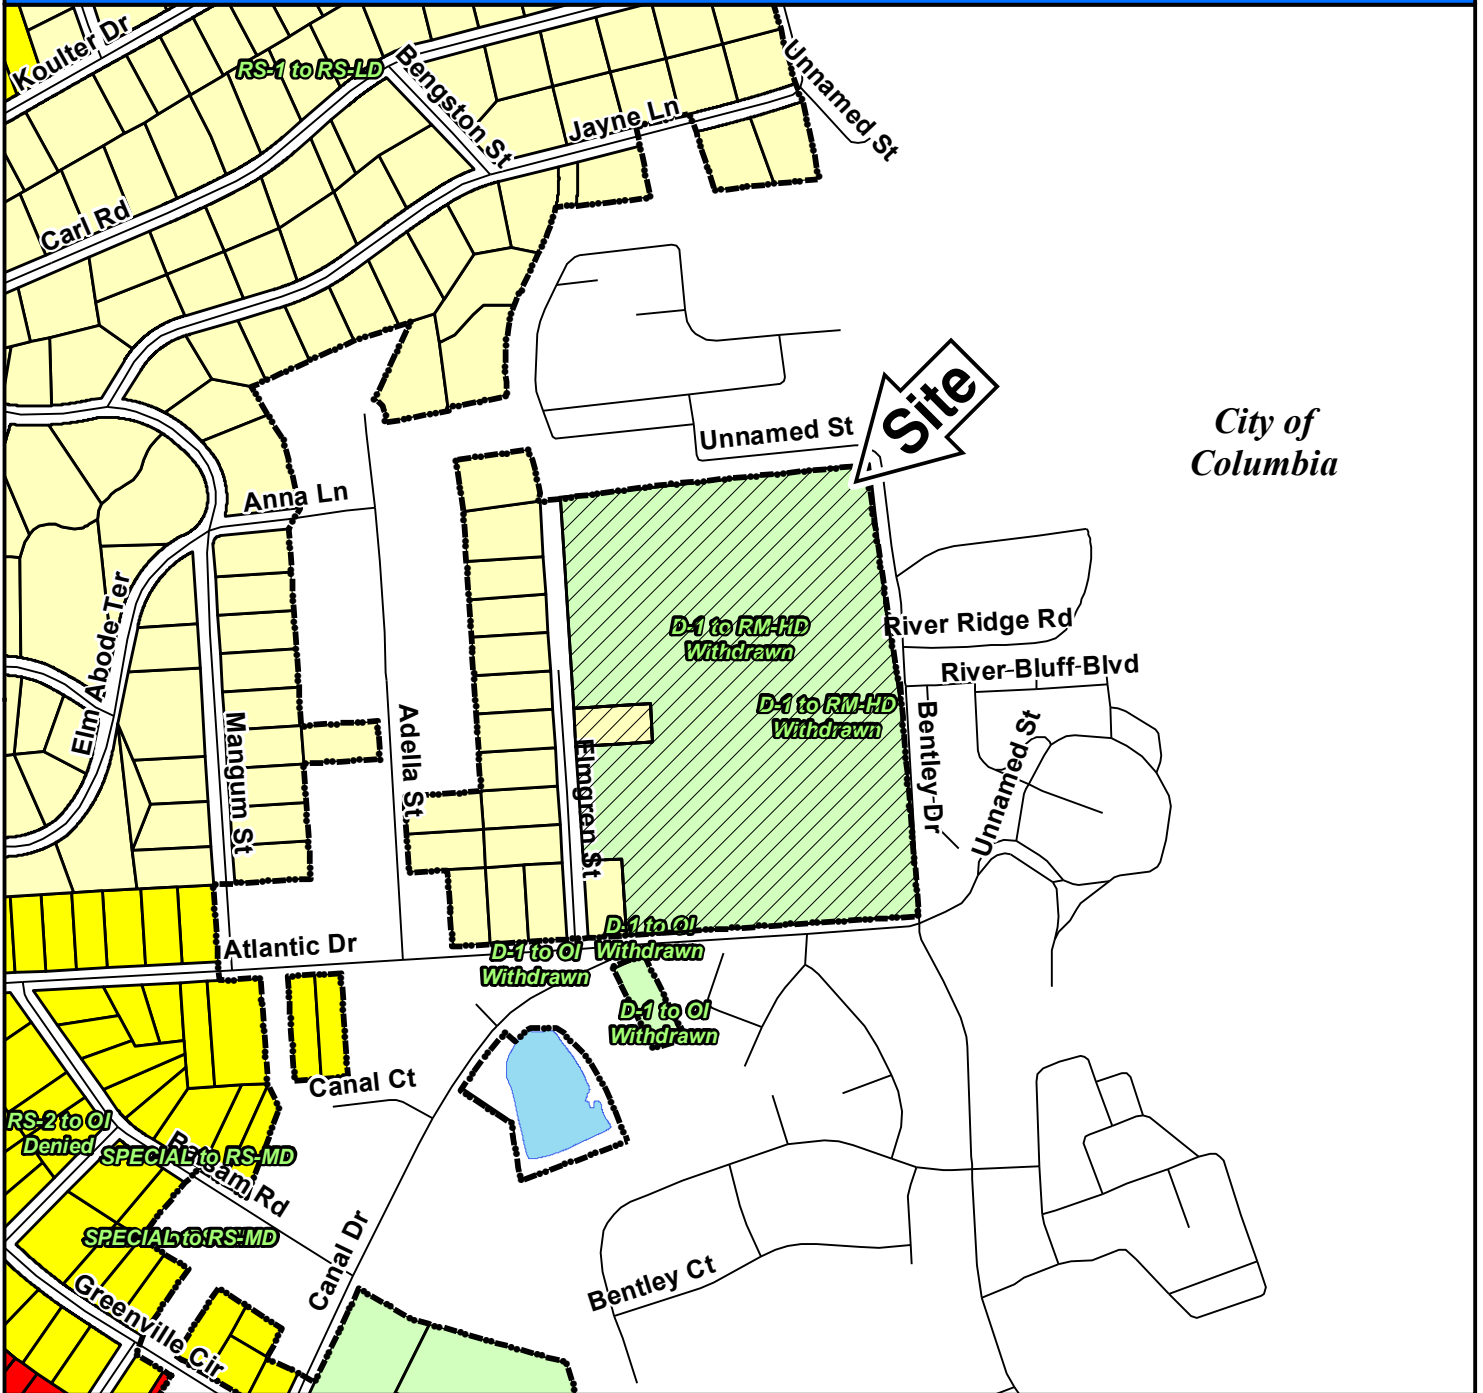 Koulter Dr
RS-1 to RS-LD
Bengston St
Unnamed St
Jayne Ln
Carl Rd
Site
City of
Columbia
Unnamed St
Anna Ln
Elm Abode Ter
D-1 to RM-HD
Withdrawn
River Ridge Rd
River Bluff Blvd
D-1 to RM-HD
Withdrawn
Mangum St
Adella St
Elmgren St
Bentley Dr
Unnamed St
D-1 to OI
Withdrawn
Atlantic Dr
D-1 to OI
Withdrawn
D-1 to OI
Withdrawn
Canal Ct
RS-2 to OI
Denied
SPECIAL to RS-MD
Balsam Rd
SPECIAL to RS-MD
Canal Dr
Bentley Ct
Greenville Cir